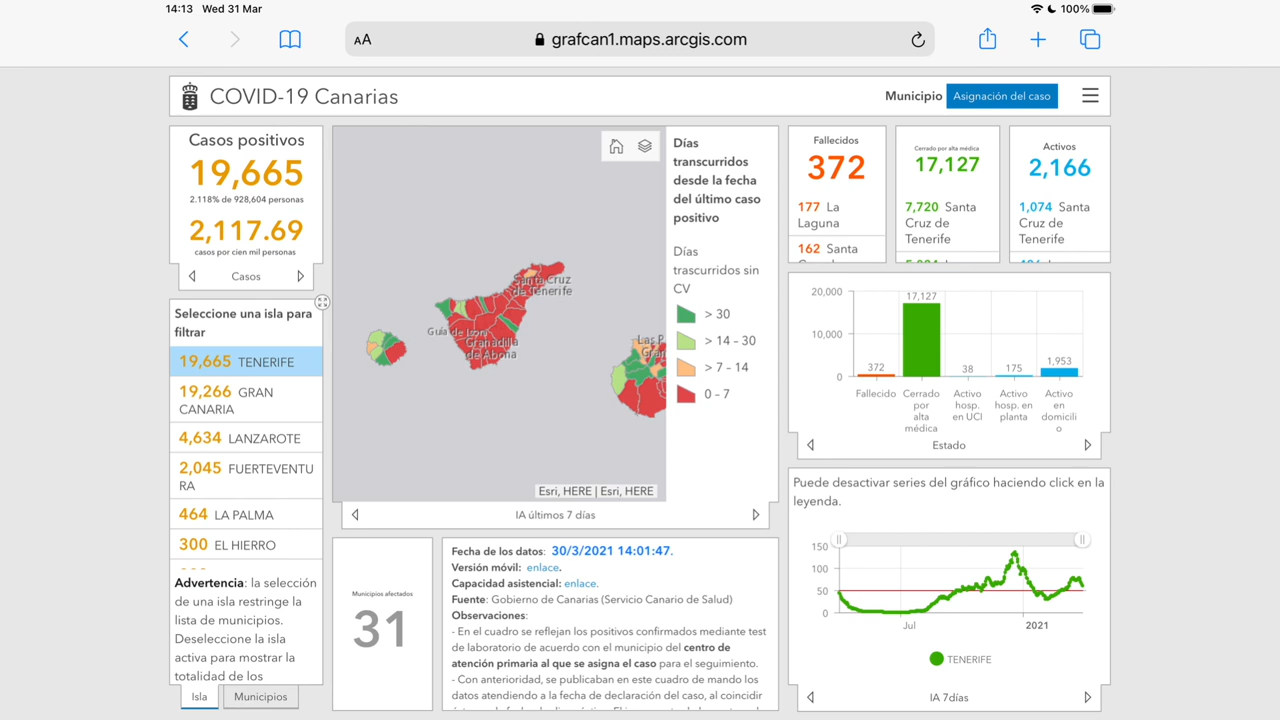 14:13 Wed 31 Mar
100%
AA
grafcan1.maps.arcgis.com
COVID-19 Canarias
Municipio
Asignación del caso
Casos positivos
19,665
2.118% de 928,604 personas
2,117.69
casos por cien mil personas
Casos
Seleccione una isla para
filtrar
19,665 TENERIFE
19,266 GRAN
CANARIA
4,634 LANZAROTE
2,045 FUERTEVENTU
RA
464 LA PALMA
300 EL HIERRO
Advertencia: la selección
de una isla restringe la
lista de municipios.
Deseleccione la isla
activa para mostrar la
totalidad de los
Isla
Municipios
Santa Cruz
de Tenerife
Guía de Isora
Granadilla
de Abona
Las P
Gran
Esri, HERE | Esri, HERE
Días
transcurridos
desde la fecha
del último caso
positivo
Días
trascurridos sin
CV
> 30
> 14 – 30
> 7 – 14
0 – 7
IA últimos 7 días
Municipios afectados
31
Fecha de los datos: 30/3/2021 14:01:47.
Versión móvil: enlace.
Capacidad asistencial: enlace.
Fuente: Gobierno de Canarias (Servicio Canario de Salud)
Observaciones:
- En el cuadro se reflejan los positivos confirmados mediante test
de laboratorio de acuerdo con el municipio del centro de
atención primaria al que se asigna el caso para el seguimiento.
- Con anterioridad, se publicaban en este cuadro de mando los
datos atendiendo a la fecha de declaración del caso, al coincidir
Fallecidos
372
177 La
Laguna
162 Santa
Cerrado por alta médica
17,127
7,720 Santa
Cruz de
Tenerife
Activos
2,166
1,074 Santa
Cruz de
Tenerife
20,000
10,000
0
372
17,127
38
175
1,953
Fallecido
Cerrado
por
alta
médica
Activo
hosp.
en UCI
Activo
hosp. en
planta
Activo
en
domicili
o
Estado
Puede desactivar series del gráfico haciendo click en la
leyenda.
150
100
50
0
Jul
2021
TENERIFE
IA 7días